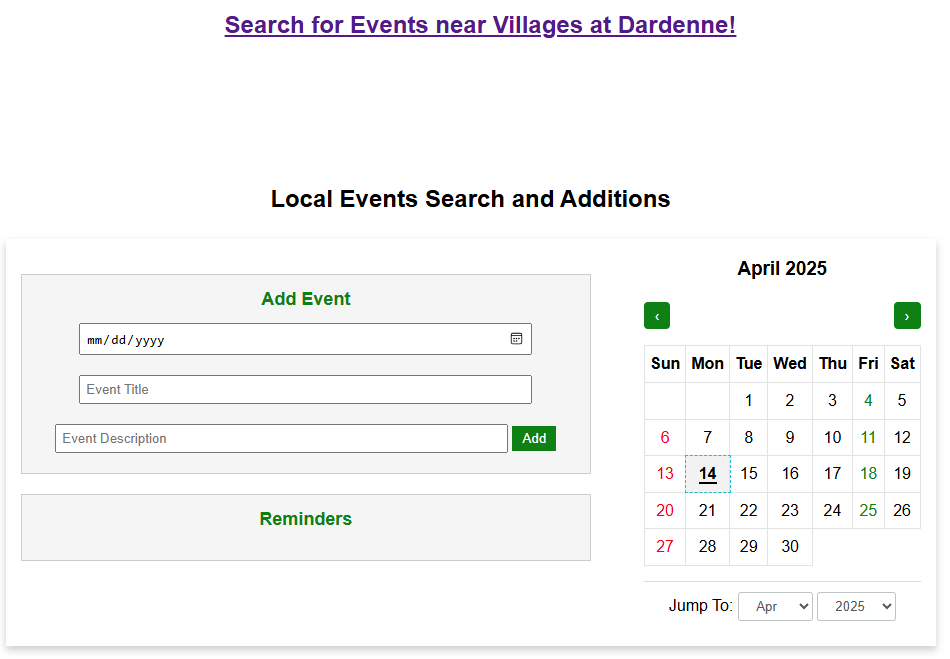 Search for Events near Villages at Dardenne!
Local Events Search and Additions
Add Event
mm/dd/yyyy
Event Title
Event Description Add
Reminders
April 2025
‹ ›
Sun Mon Tue Wed Thu Fri Sat
1 2 3 4 5
6 7 8 9 10 11 12
13 14 15 16 17 18 19
20 21 22 23 24 25 26
27 28 29 30
Jump To: Apr 2025